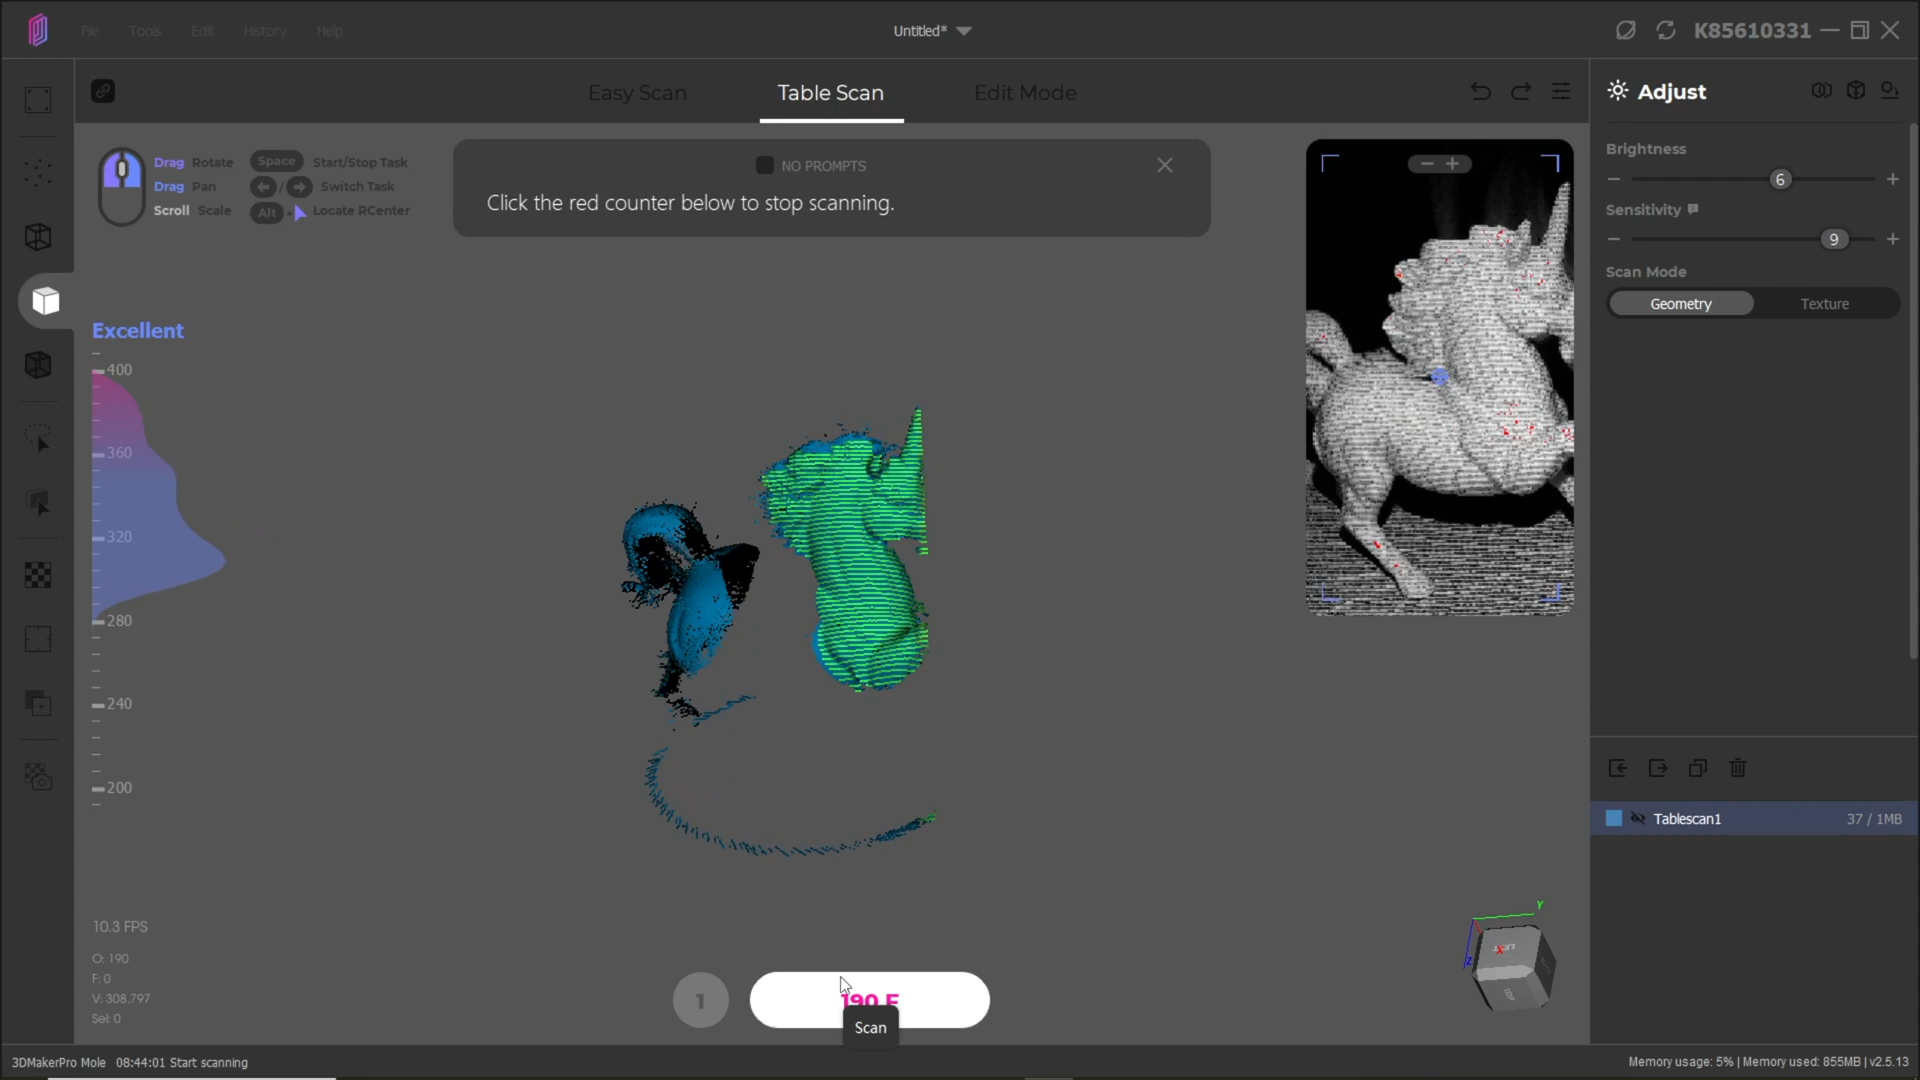 File Tools Edit History Help
Untitled*
K85610331
Easy Scan Table Scan Edit Mode
Adjust
Drag Rotate Space Start/Stop Task
Drag Pan / Switch Task
Scroll Scale Alt + Locate RCenter
NO PROMPTS
Click the red counter below to stop scanning.
− +
Brightness
− 6 +
Sensitivity
− 9 +
Scan Mode
Geometry Texture
Excellent
400
360
320
280
240
200
Tablescan1 37 / 1MB
10.3 FPS
O: 190
F: 0
V: 308,797
Sel: 0
1
190 F
Scan
Y
X
Z
LEFT
TOP
3DMakerPro Mole 08:44:01 Start scanning
Memory usage: 5% | Memory used: 855MB | v2.5.13